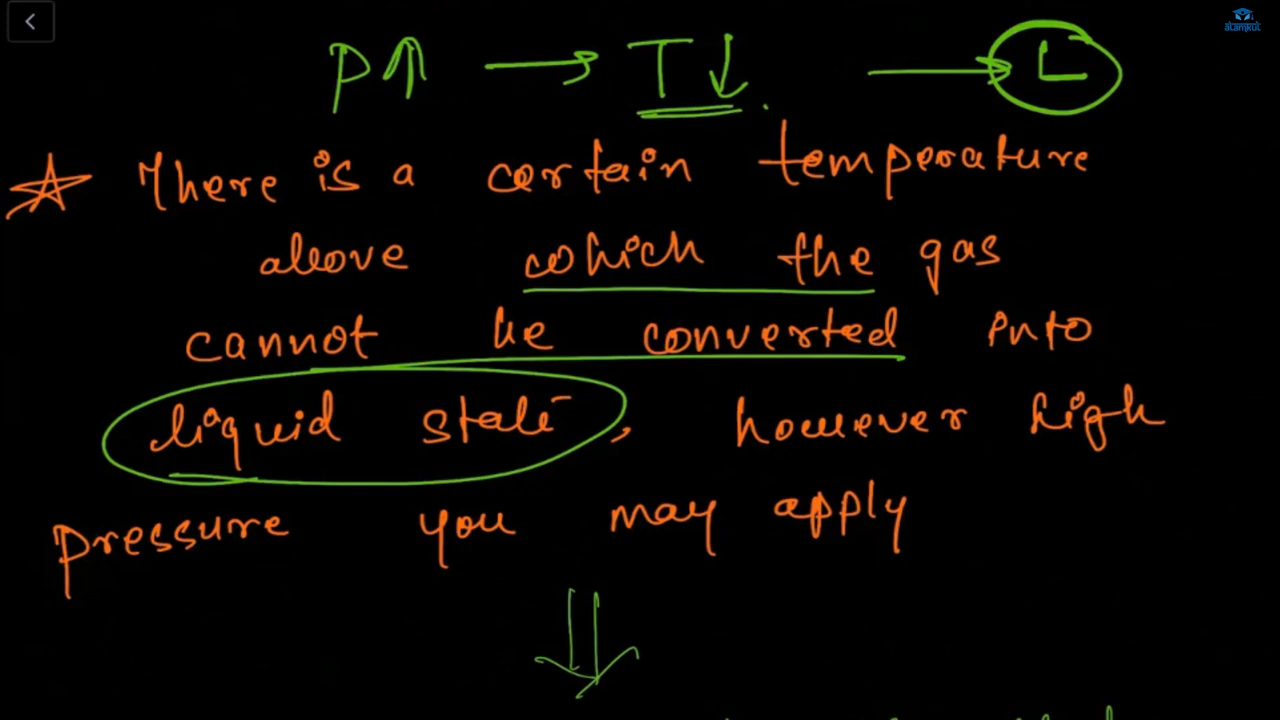 P↑ → T↓ . → L
There is a certain temperature
above which the gas
cannot be converted into
liquid state, however high
pressure you may apply
atamkul